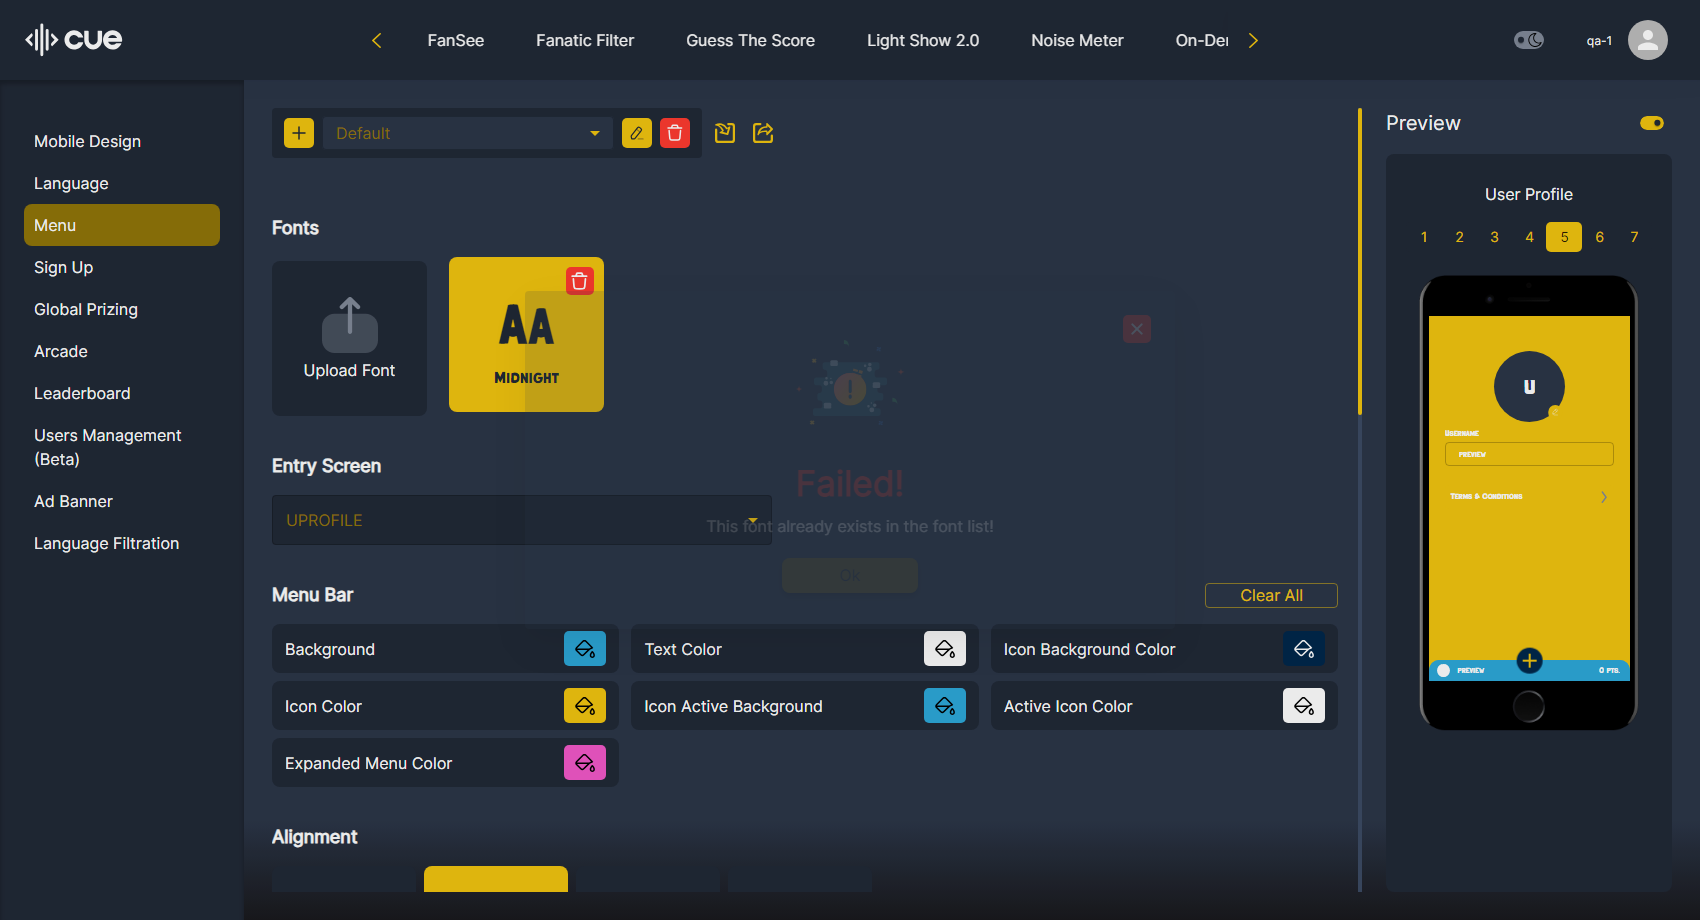 cue
FanSee
Fanatic Filter
Guess The Score
Light Show 2.0
Noise Meter
On-Der
qa-1
Mobile Design
Language
Menu
Sign Up
Global Prizing
Arcade
Leaderboard
Users Management
(Beta)
Ad Banner
Language Filtration
Default
Fonts
Upload Font
AA
MIDNIGHT
Failed!
This font already exists in the font list!
Ok
Entry Screen
UPROFILE
Menu Bar
Clear All
Background
Text Color
Icon Background Color
Icon Color
Icon Active Background
Active Icon Color
Expanded Menu Color
Alignment
Preview
User Profile
1 2 3 4 5 6 7
U
USERNAME
PREVIEW
TERMS & CONDITIONS
PREVIEW
0 PTS.